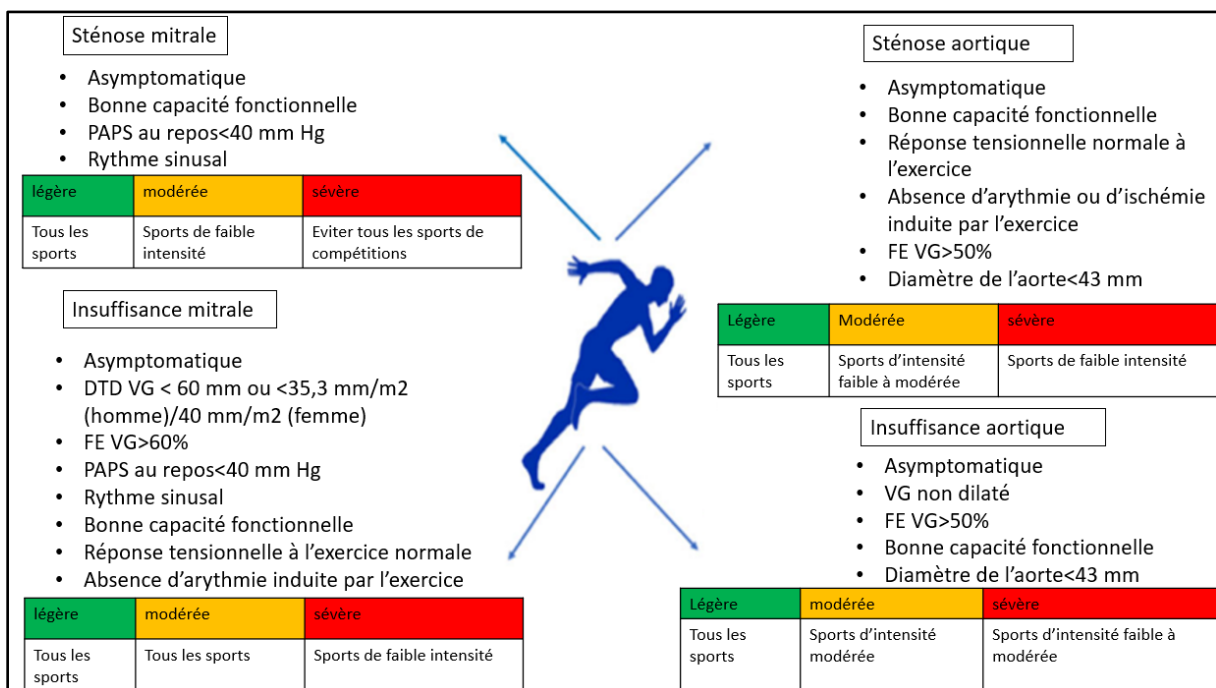 Sténose mitrale
• Asymptomatique
• Bonne capacité fonctionnelle
• PAPS au repos<40 mm Hg
• Rythme sinusal
légère modérée sévère
Tous les Sports de faible Eviter tous les sports de
sports intensité compétitions
Insuffisance mitrale
• Asymptomatique
• DTD VG < 60 mm ou <35,3 mm/m2
(homme)/40 mm/m2 (femme)
• FE VG>60%
• PAPS au repos<40 mm Hg
• Rythme sinusal
• Bonne capacité fonctionnelle
• Réponse tensionnelle à l’exercice normale
• Absence d’arythmie induite par l’exercice
légère modérée sévère
Tous les Tous les sports Sports de faible intensité
sports
Sténose aortique
• Asymptomatique
• Bonne capacité fonctionnelle
• Réponse tensionnelle normale à
l’exercice
• Absence d’arythmie ou d’ischémie
induite par l’exercice
• FE VG>50%
• Diamètre de l’aorte<43 mm
Légère Modérée sévère
Tous les Sports d’intensité Sports de faible intensité
sports faible à modérée
Insuffisance aortique
• Asymptomatique
• VG non dilaté
• FE VG>50%
• Bonne capacité fonctionnelle
• Diamètre de l’aorte<43 mm
Légère modérée sévère
Tous les Sports d’intensité Sports d’intensité faible à
sports modérée modérée